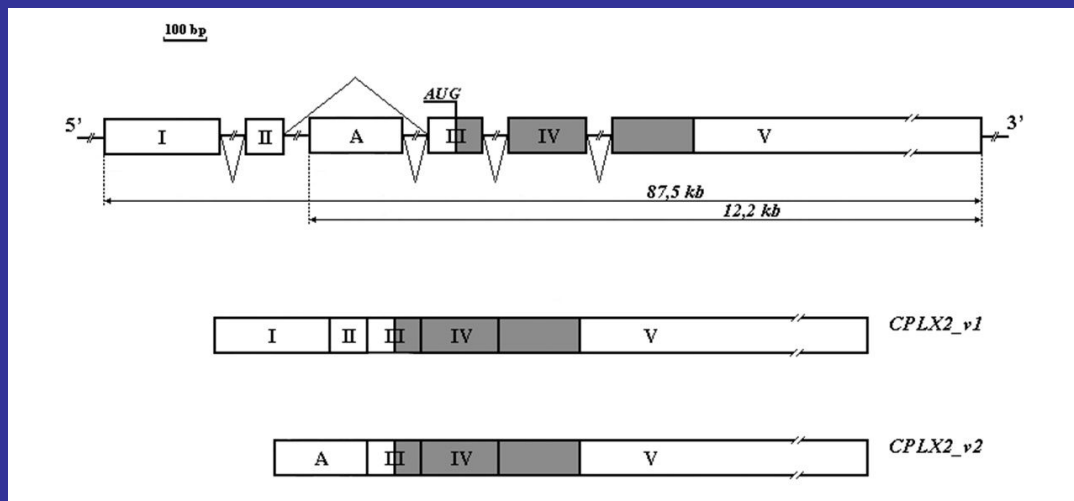 100 bp
AUG
5’ I II A III IV V 3’
87,5 kb
12,2 kb
I II III IV V CPLX2_v1
A III IV V CPLX2_v2